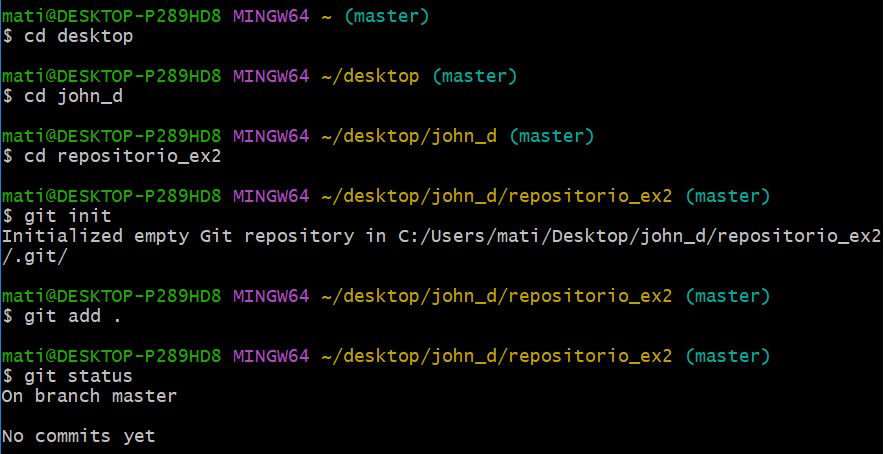 mati@DESKTOP-P289HD8 MINGW64 ~ (master)
$ cd desktop
mati@DESKTOP-P289HD8 MINGW64 ~/desktop (master)
$ cd john_d
mati@DESKTOP-P289HD8 MINGW64 ~/desktop/john_d (master)
$ cd repositorio_ex2
mati@DESKTOP-P289HD8 MINGW64 ~/desktop/john_d/repositorio_ex2 (master)
$ git init
Initialized empty Git repository in C:/Users/mati/Desktop/john_d/repositorio_ex2
/.git/
mati@DESKTOP-P289HD8 MINGW64 ~/desktop/john_d/repositorio_ex2 (master)
$ git add .
mati@DESKTOP-P289HD8 MINGW64 ~/desktop/john_d/repositorio_ex2 (master)
$ git status
On branch master
No commits yet